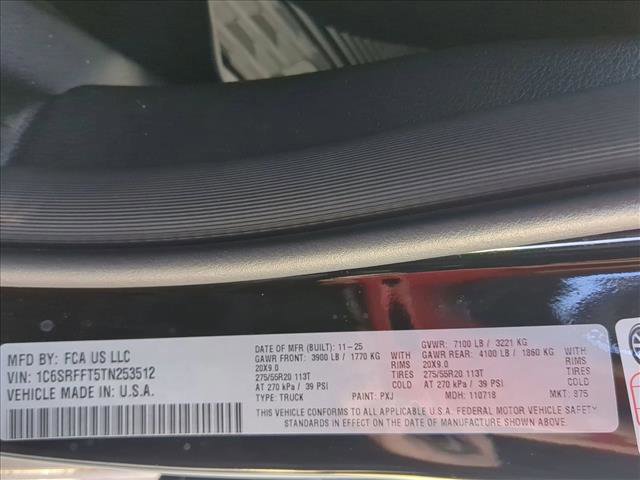 MFD BY: FCA US LLC
VIN: 1C6SRFFT5TN253512
VEHICLE MADE IN: U.S.A.
DATE OF MFR (BUILT): 11-25
GAWR FRONT: 3900 LB / 1770 KG WITH
20X9.0 RIMS
275/55R20 113T TIRES
AT 270 kPa / 39 PSI
TYPE: TRUCK PAINT: PXJ
GVWR: 7100 LB / 3221 KG
GAWR REAR: 4100 LB / 1860 KG WITH
20X9.0 RIMS
275/55R20 113T TIRES
AT 270 kPa / 39 PSI
MDH: 110718 MKT: 875
THIS VEHICLE CONFORMS TO ALL APPLICABLE U.S.A. FEDERAL MOTOR VEHICLE SAFETY
STANDARDS IN EFFECT ON THE DATE OF MANUFACTURE SHOWN ABOVE.